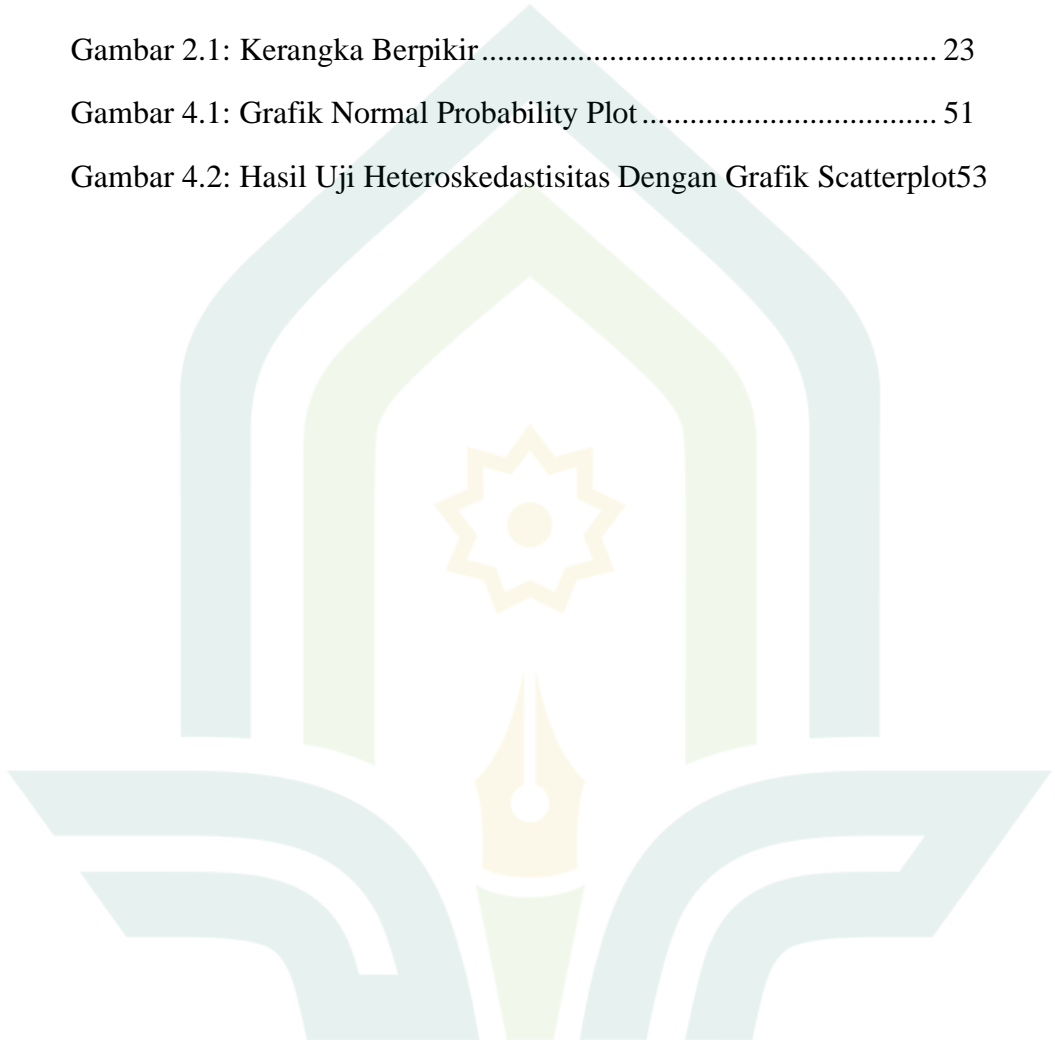 Gambar 2.1: Kerangka Berpikir......................................................... 23
Gambar 4.1: Grafik Normal Probability Plot..................................... 51
Gambar 4.2: Hasil Uji Heteroskedastisitas Dengan Grafik Scatterplot53